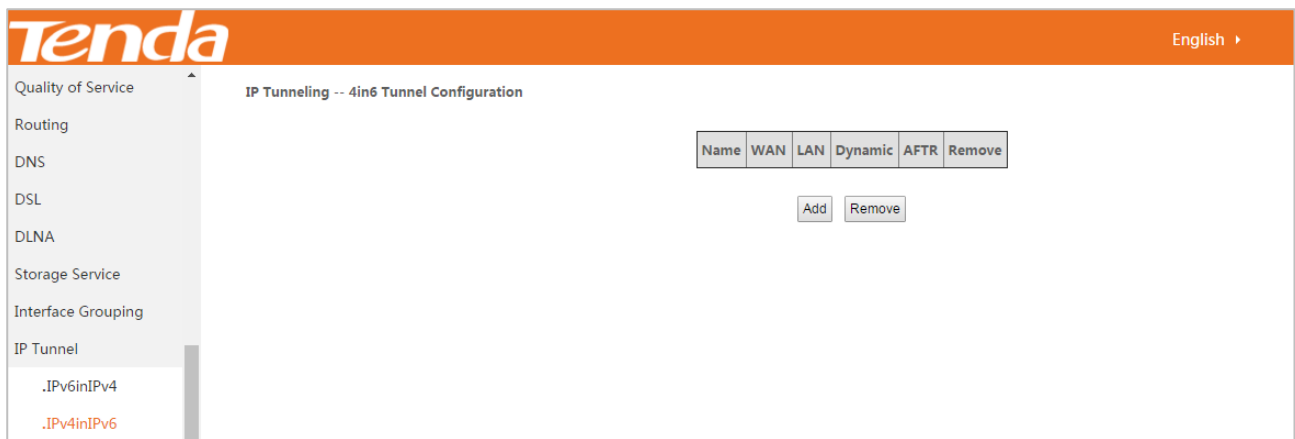 Tenda
English
Quality of Service
Routing
DNS
DSL
DLNA
Storage Service
Interface Grouping
IP Tunnel
.IPv6inIPv4
.IPv4inIPv6
IP Tunneling -- 4in6 Tunnel Configuration
Name WAN LAN Dynamic AFTR Remove
Add Remove